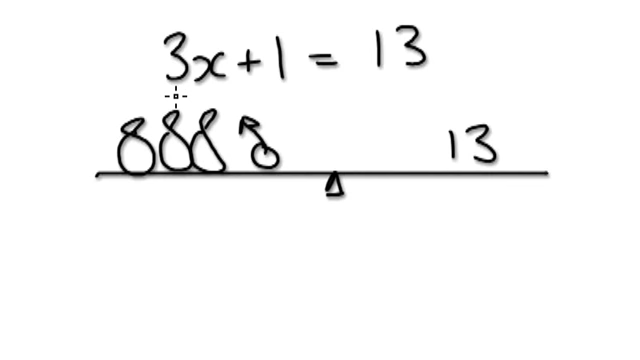 3x + 1 = 13
13